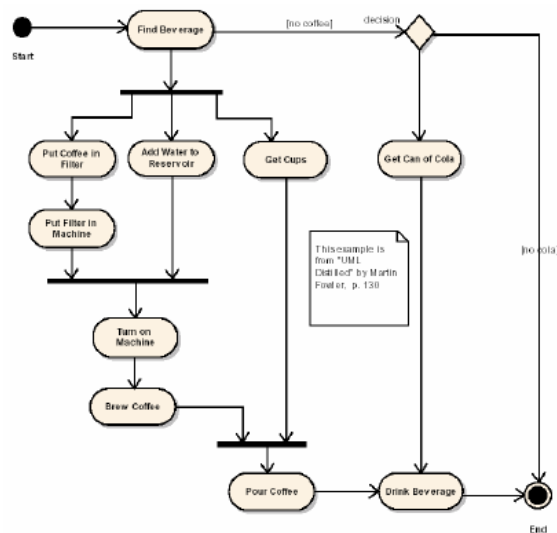 [no coffee]
decision
Find Beverage
Start
Put Coffee in
Filter
Add Water to
Reservoir
Get Cups
Get Can of Cola
Put Filter in
Machine
This example is
from "UML
Distilled" by Martin
Fowler, p. 130
[no cola]
Turn on
Machine
Brew Coffee
Pour Coffee
Drink Beverage
End